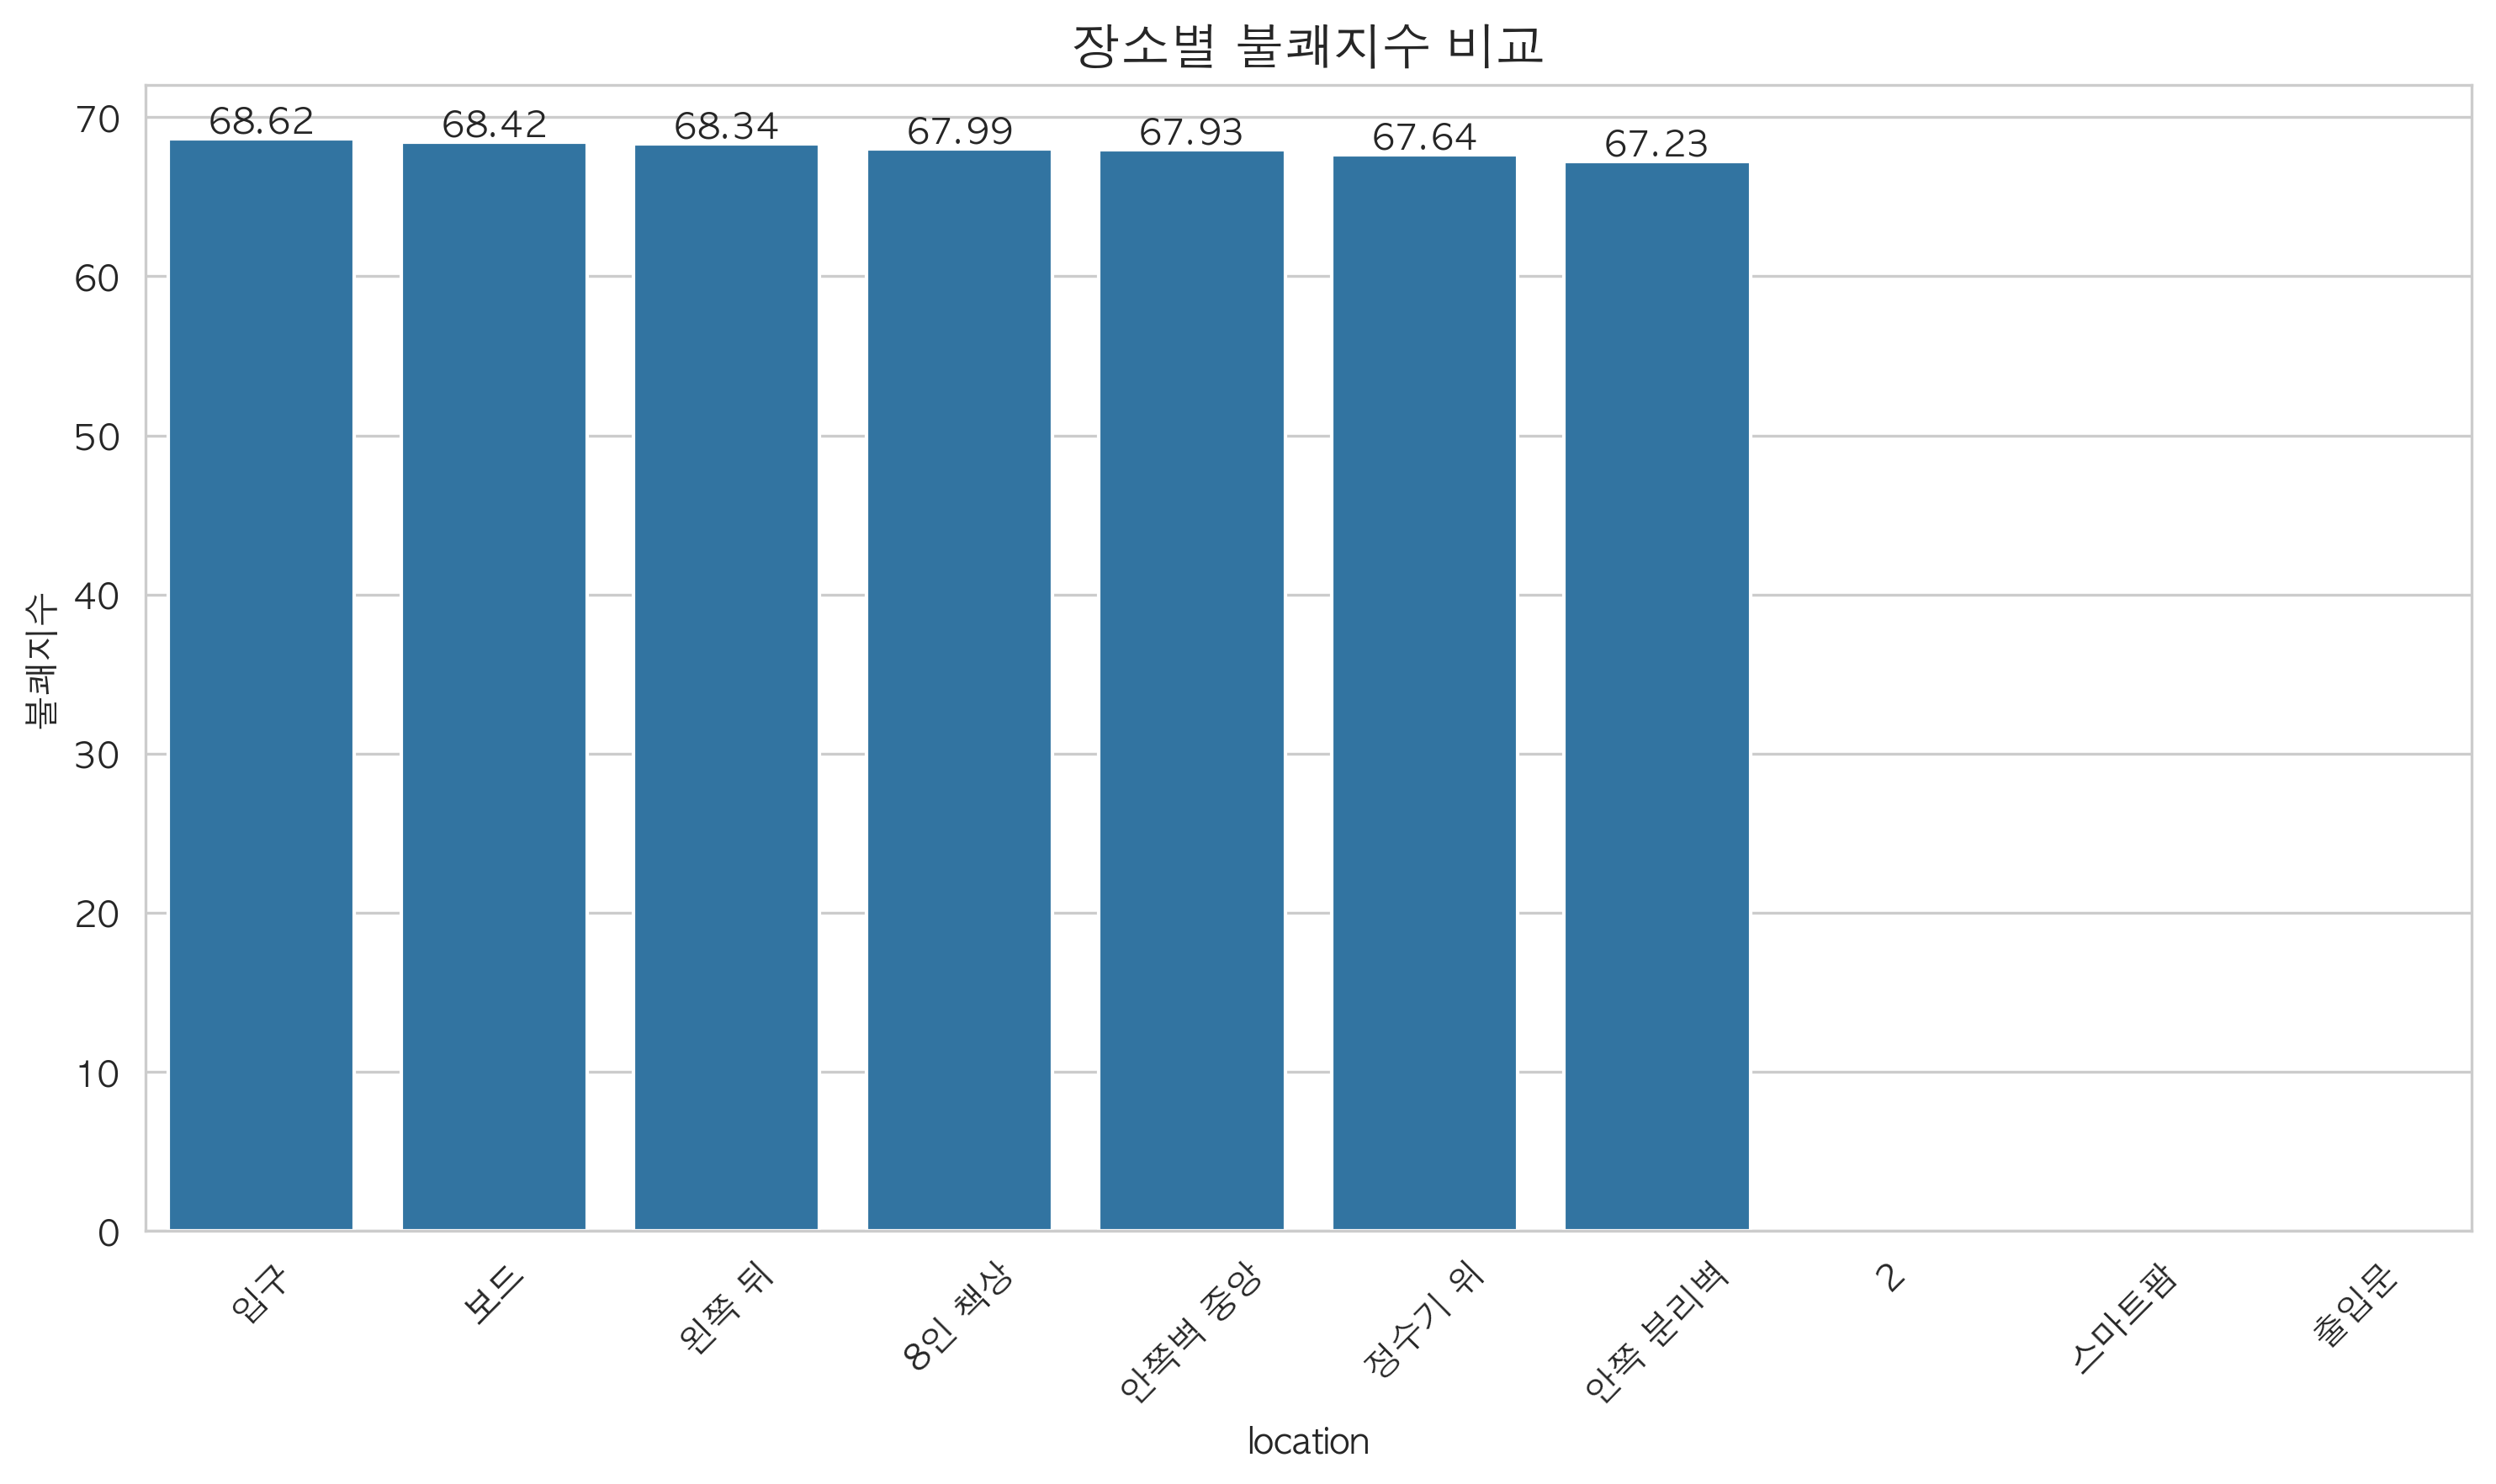 장소별 불쾌지수 비교
불쾌지수
70
60
50
40
30
20
10
0
68.62
68.42
68.34
67.99
67.93
67.64
67.23
입구
보드
왼쪽 뒤
8인 책상
안쪽벽 중앙
정수기 위
안쪽 분리벽
2
스마트팜
출입문
location